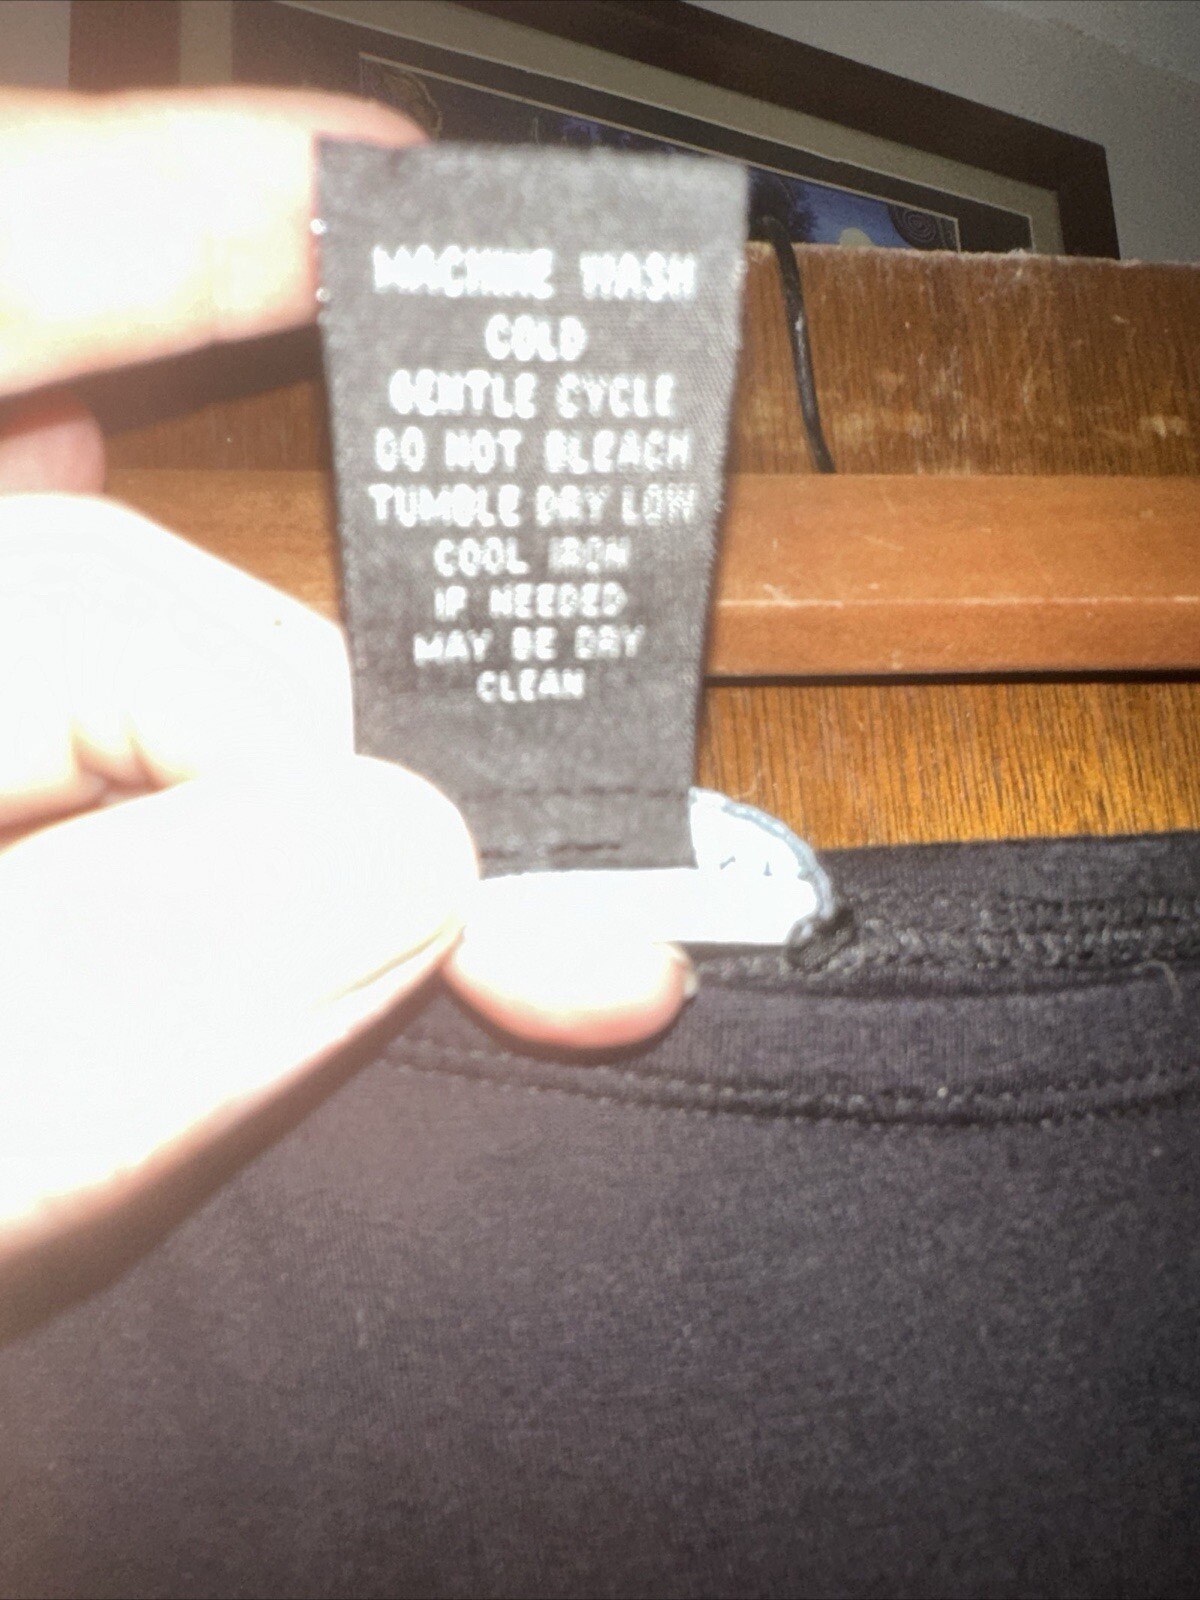 MACHINE WASH
COLD
GENTLE CYCLE
DO NOT BLEACH
TUMBLE DRY LOW
COOL IRON
IF NEEDED
MAY BE DRY
CLEAN